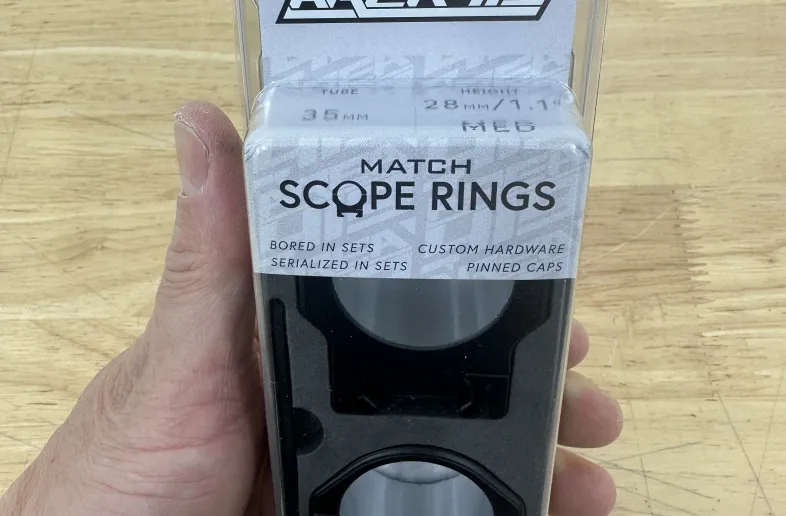 TUBE HEIGHT
35MM 28MM/1.1"
MED
MATCH
SCOPE RINGS
BORED IN SETS CUSTOM HARDWARE
SERIALIZED IN SETS PINNED CAPS